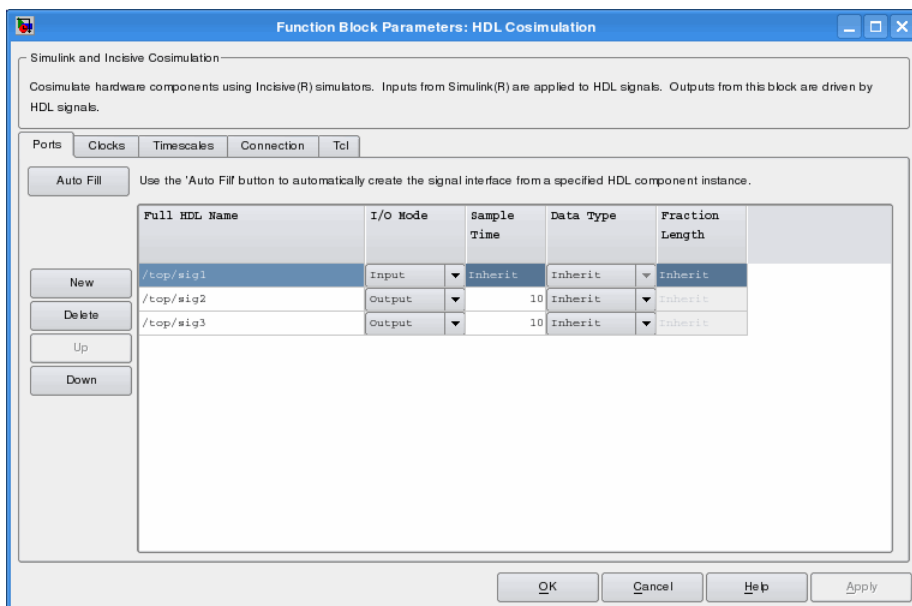 Function Block Parameters: HDL Cosimulation
Simulink and Incisive Cosimulation
Cosimulate hardware components using Incisive(R) simulators. Inputs from Simulink(R) are applied to HDL signals. Outputs from this block are driven by
HDL signals.
Ports Clocks Timescales Connection Tcl
Auto Fill Use the 'Auto Fill' button to automatically create the signal interface from a specified HDL component instance.
Full HDL Name I/O Mode Sample Time Data Type Fraction Length
/top/sig1 Input Inherit Inherit Inherit
/top/sig2 Output 10 Inherit Inherit
/top/sig3 Output 10 Inherit Inherit
New
Delete
Up
Down
OK Cancel Help Apply